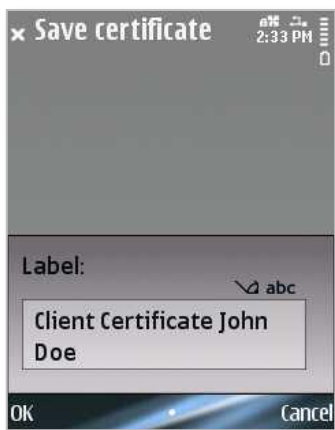 × Save certificate
2:33 PM
Label:
abc
Client Certificate John
Doe
OK Cancel